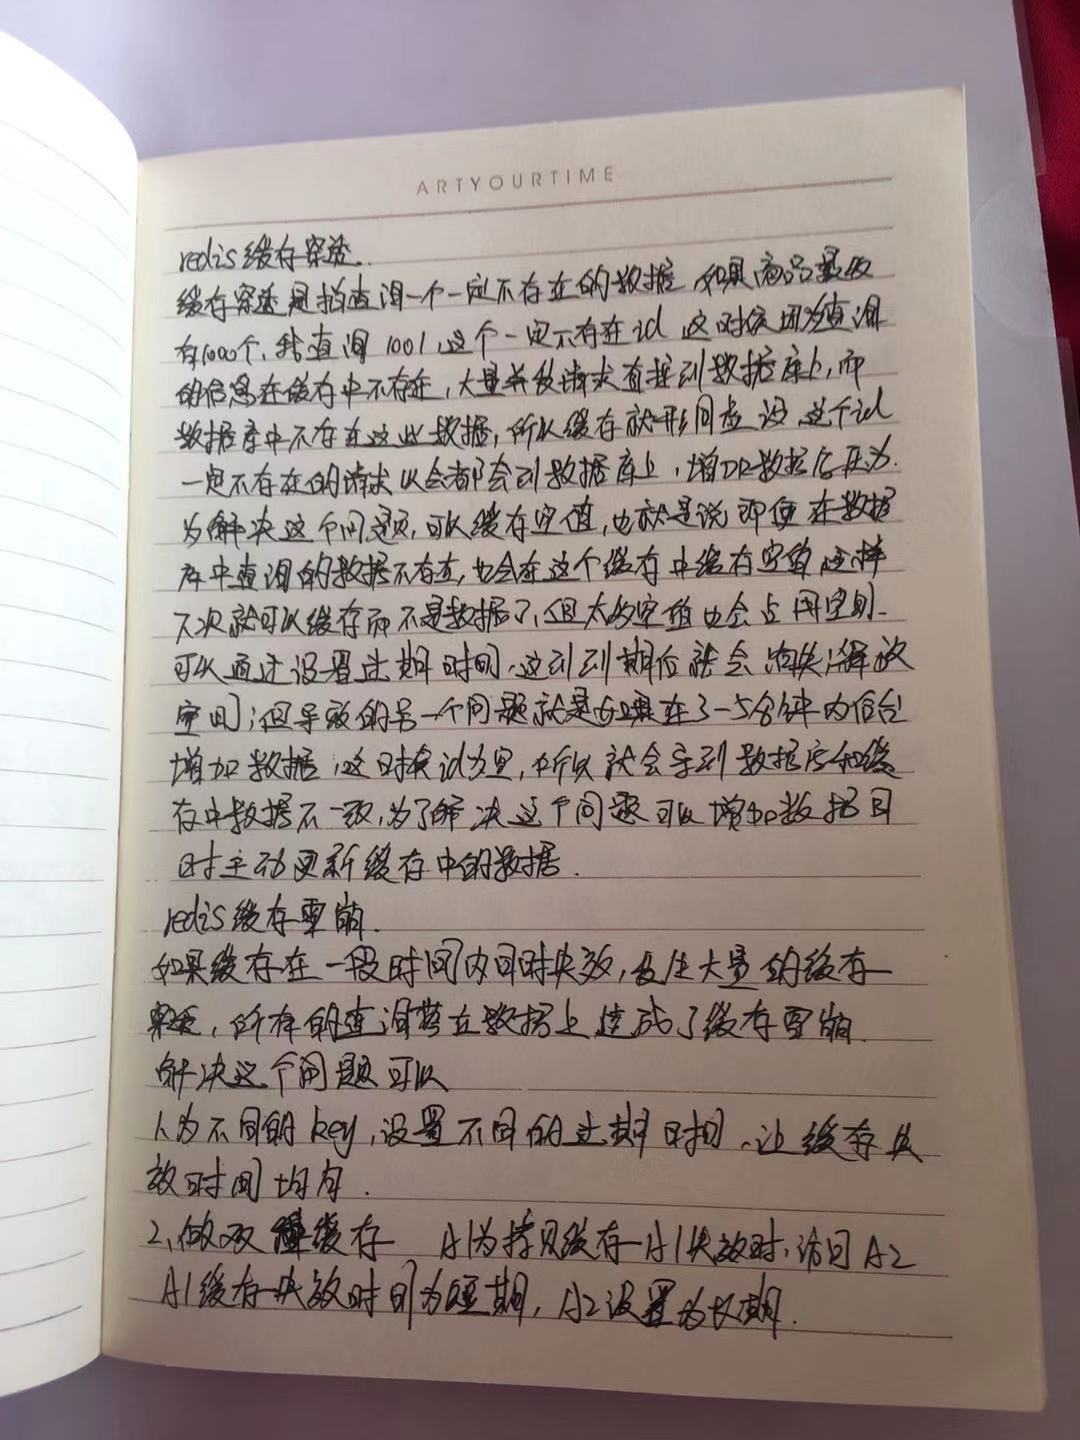 ARTYOURTIME
redis缓存穿透.
缓存穿透是指查询一个一定不存在的数据 如果商品最少
有1000个,我查询1001,这个一定不存在id 这时候因为查询
的信息在缓存中不存在,大量并发请求直接到数据库上,而
数据库中不存在这些数据,所以缓存就形同虚设,这个id
一定不存在的请求 都会到数据库上,增加数据库压力.
为解决这个问题,可以缓存空值,也就是说即便在数据
库中查询的数据不存在,也会在这个缓存中缓存空值 这样
下次就可以缓存而不是数据了,但太多空值也会占用空间.
可以通过设置过期时间,这到到期后就会消失,释放
空间;但导致的另一个问题就是如果在3-5分钟内后台
增加数据,这时候id为空,所以就会导到数据库和缓
存中数据不一致,为了解决这个问题可以增加数据同
时主动更新缓存中的数据.
redis缓存雪崩.
如果缓存在一段时间内同时失效,发生大量的缓存
穿透,所有的查询落在数据上造成了缓存雪崩.
解决这个问题可以
1、为不同的key,设置不同的过期时间,让缓存失
效时间均匀.
2、做双重缓存 A1为拷贝缓存 A1失效时,访问A2
A1缓存失效时间为短期,A2设置为长期.